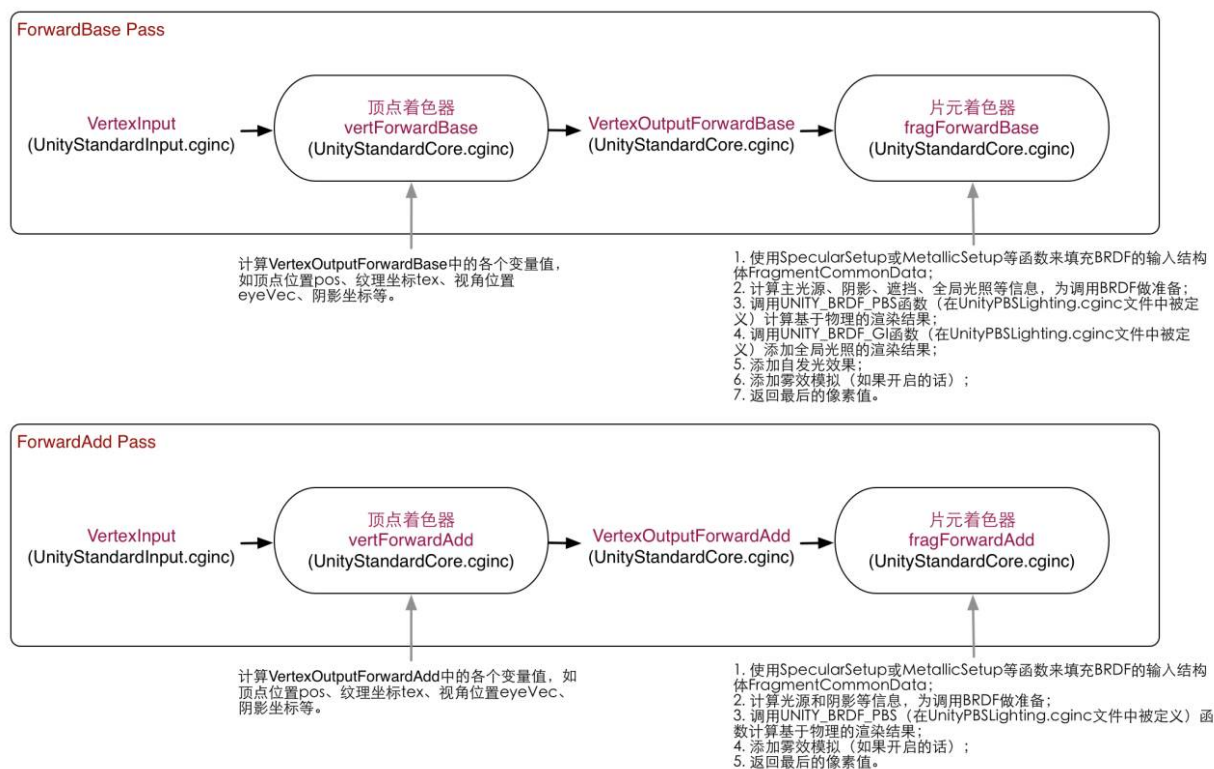 ForwardBase Pass
VertexInput
(UnityStandardInput.cginc)
顶点着色器
vertForwardBase
(UnityStandardCore.cginc)
VertexOutputForwardBase
(UnityStandardCore.cginc)
片元着色器
fragForwardBase
(UnityStandardCore.cginc)
计算VertexOutputForwardBase中的各个变量值，
如顶点位置pos、纹理坐标tex、视角位置
eyeVec、阴影坐标等。
1. 使用SpecularSetup或MetallicSetup等函数来填充BRDF的输入结构
体FragmentCommonData；
2. 计算主光源、阴影、遮挡、全局光照等信息，为调用BRDF做准备；
3. 调用UNITY_BRDF_PBS函数（在UnityPBSLighting.cginc文件中被定
义）计算基于物理的渲染结果；
4. 调用UNITY_BRDF_GI函数（在UnityPBSLighting.cginc文件中被定
义）添加全局光照的渲染结果；
5. 添加自发光效果；
6. 添加雾效模拟（如果开启的话）；
7. 返回最后的像素值。
ForwardAdd Pass
VertexInput
(UnityStandardInput.cginc)
顶点着色器
vertForwardAdd
(UnityStandardCore.cginc)
VertexOutputForwardAdd
(UnityStandardCore.cginc)
片元着色器
fragForwardAdd
(UnityStandardCore.cginc)
计算VertexOutputForwardAdd中的各个变量值，如
顶点位置pos、纹理坐标tex、视角位置eyeVec、
阴影坐标等。
1. 使用SpecularSetup或MetallicSetup等函数来填充BRDF的输入结构
体FragmentCommonData；
2. 计算光源和阴影等信息，为调用BRDF做准备；
3. 调用UNITY_BRDF_PBS（在UnityPBSLighting.cginc文件中被定义）函
数计算基于物理的渲染结果；
4. 添加雾效模拟（如果开启的话）；
5. 返回最后的像素值。